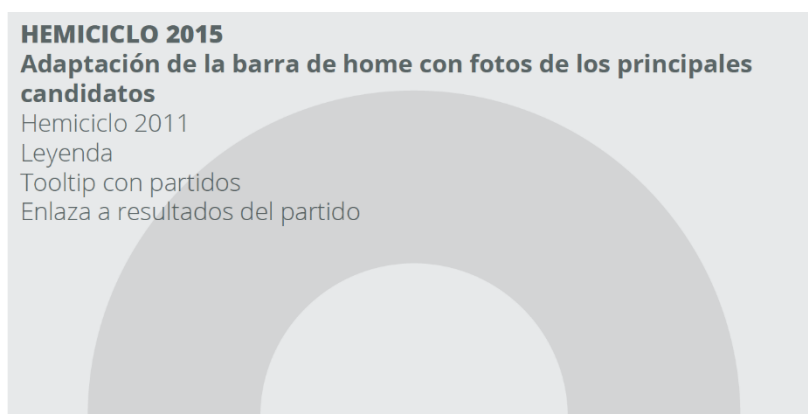 HEMICICLO 2015
Adaptación de la barra de home con fotos de los principales
candidatos
Hemiciclo 2011
Leyenda
Tooltip con partidos
Enlaza a resultados del partido